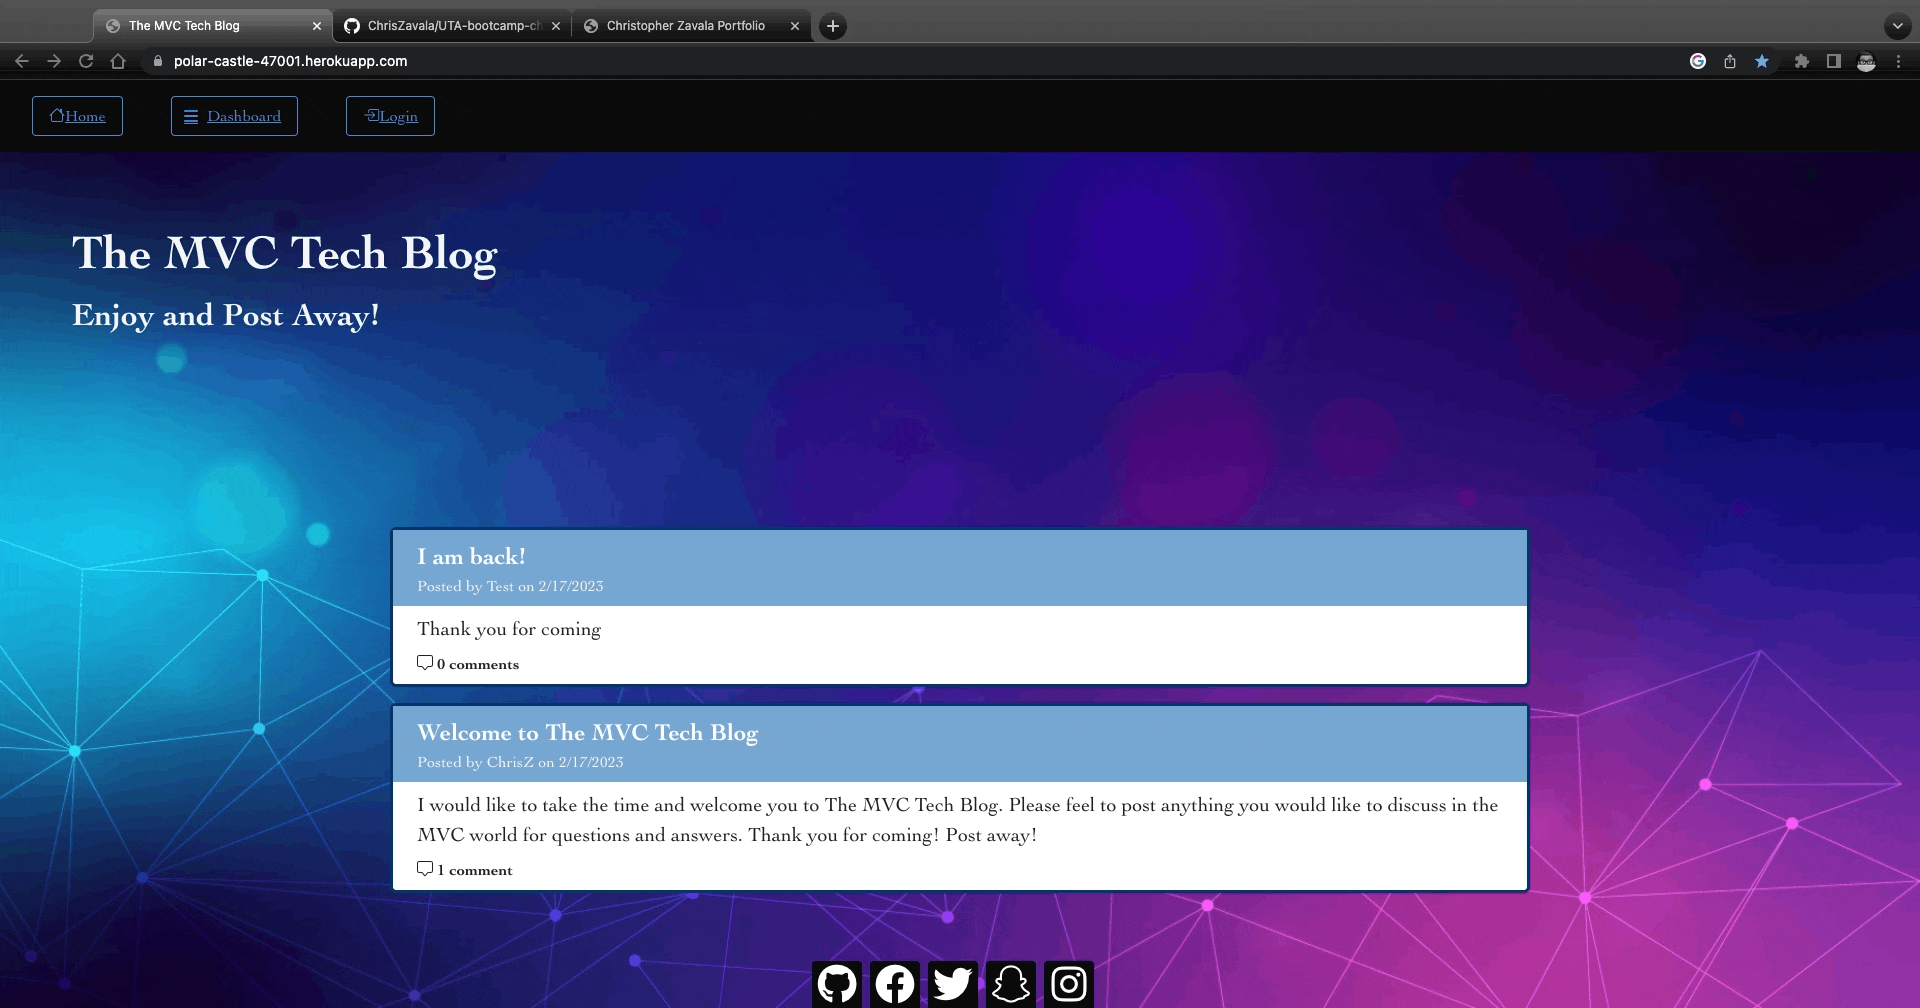 The MVC Tech Blog
ChrisZavala/UTA-bootcamp-ch
Christopher Zavala Portfolio
polar-castle-47001.herokuapp.com
Home
Dashboard
Login
The MVC Tech Blog
Enjoy and Post Away!
I am back!
Posted by Test on 2/17/2023
Thank you for coming
0 comments
Welcome to The MVC Tech Blog
Posted by ChrisZ on 2/17/2023
I would like to take the time and welcome you to The MVC Tech Blog. Please feel to post anything you would like to discuss in the
MVC world for questions and answers. Thank you for coming! Post away!
1 comment